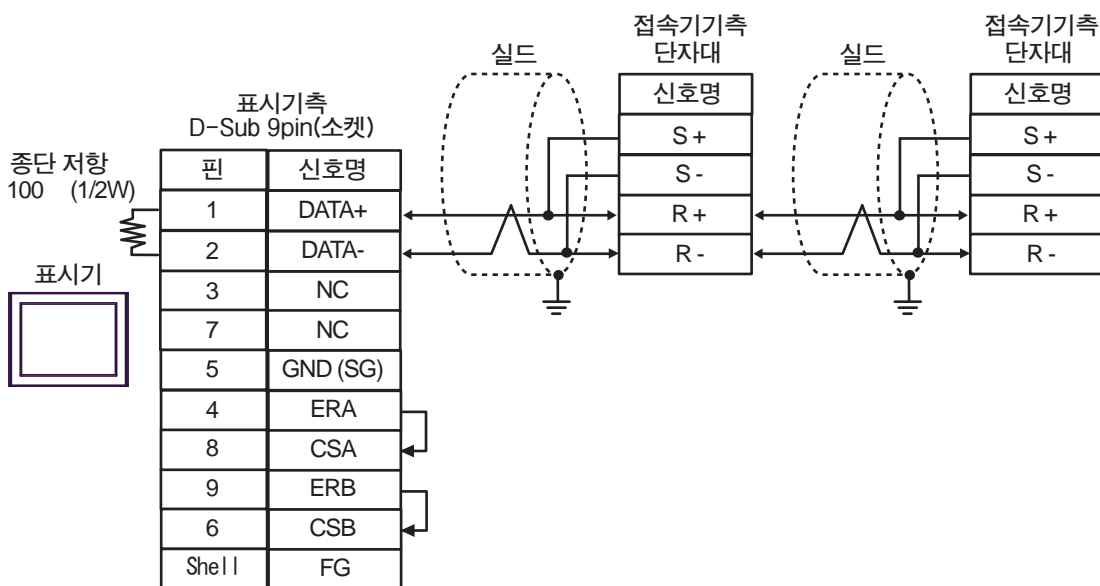 표시기측
D-Sub 9pin(소켓)
종단 저항
100 (1/2W)
표시기
핀 신호명
1 DATA+
2 DATA-
3 NC
7 NC
5 GND (SG)
4 ERA
8 CSA
9 ERB
6 CSB
Shell FG
실드
접속기기측
단자대
신호명
S +
S -
R +
R -
실드
접속기기측
단자대
신호명
S +
S -
R +
R -